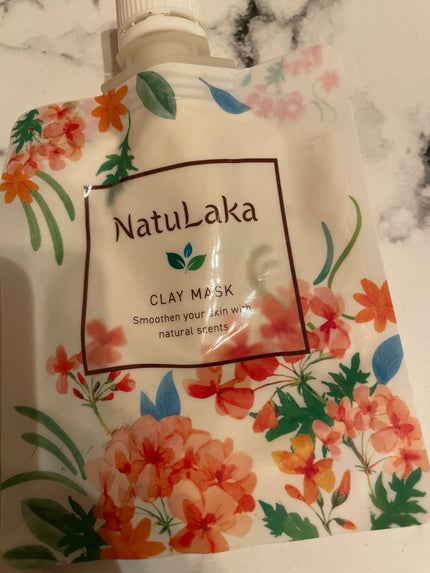 NatuLaka
CLAY MASK
Smoothen your skin with
natural scents